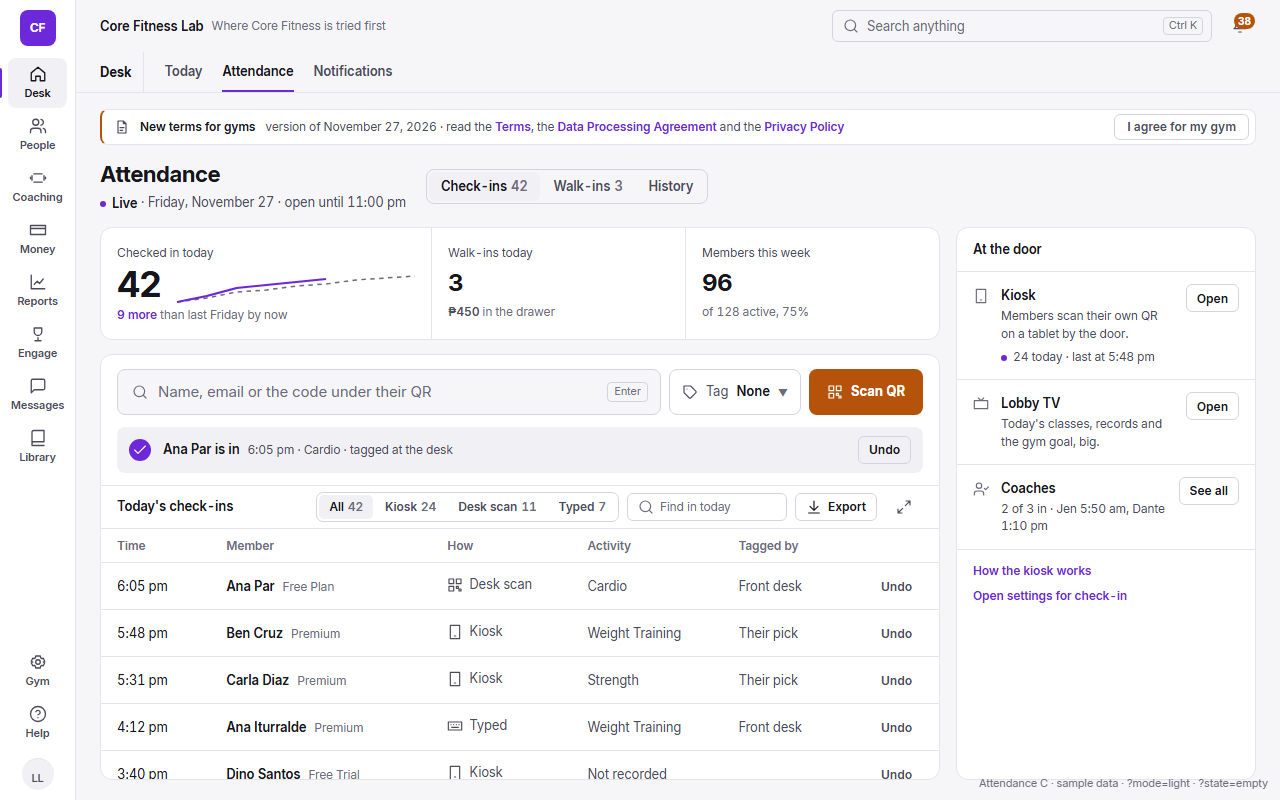 CF
Core Fitness Lab Where Core Fitness is tried first
Search anything Ctrl K
38
Desk Today Attendance Notifications
Desk
People
Coaching
Money
Reports
Engage
Messages
Library
Gym
Help
LL
New terms for gyms version of November 27, 2026 · read the Terms, the Data Processing Agreement and the Privacy Policy
I agree for my gym
Attendance
Live · Friday, November 27 · open until 11:00 pm
Check-ins 42 Walk-ins 3 History
Checked in today
42
9 more than last Friday by now
Walk-ins today
3
₱450 in the drawer
Members this week
96
of 128 active, 75%
Name, email or the code under their QR Enter
Tag None
Scan QR
Ana Par is in 6:05 pm · Cardio · tagged at the desk Undo
Today's check-ins All 42 Kiosk 24 Desk scan 11 Typed 7 Find in today Export
Time Member How Activity Tagged by
6:05 pm Ana Par Free Plan Desk scan Cardio Front desk Undo
5:48 pm Ben Cruz Premium Kiosk Weight Training Their pick Undo
5:31 pm Carla Diaz Premium Kiosk Strength Their pick Undo
4:12 pm Ana Iturralde Premium Typed Weight Training Front desk Undo
3:40 pm Dino Santos Free Trial Kiosk Not recorded Undo
At the door
Kiosk Open
Members scan their own QR
on a tablet by the door.
24 today · last at 5:48 pm
Lobby TV Open
Today's classes, records and
the gym goal, big.
Coaches See all
2 of 3 in · Jen 5:50 am, Dante
1:10 pm
How the kiosk works
Open settings for check-in
Attendance C · sample data · ?mode=light · ?state=empty